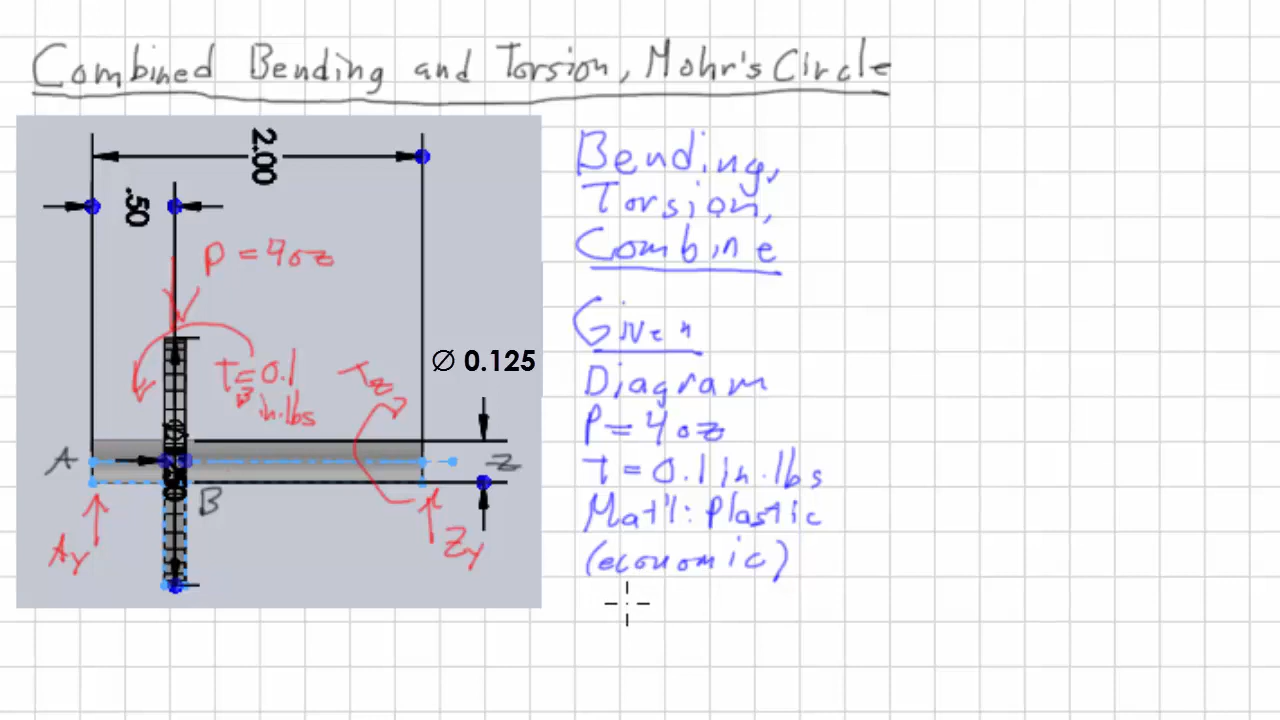 Combined Bending and Torsion, Mohr's Circle
2.00
.50
P = 4oz
t = 0.1
B
in.lbs
Tz
∅ 0.125
A
B
Z
Ay
Zy
Bending,
Torsion,
Combine
Given
Diagram
P = 4oz
t = 0.1 in.lbs
Mat'l: Plastic
(economic)